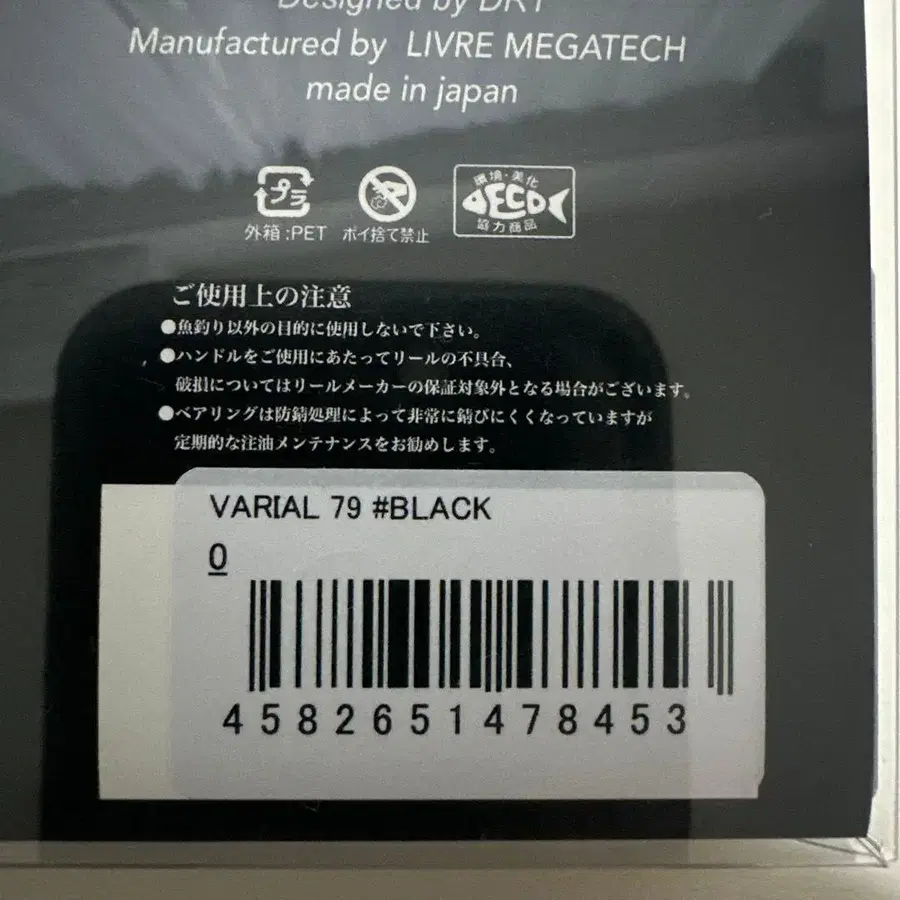 Designed by DRT
Manufactured by LIVRE MEGATECH
made in japan
プラ
環境・美化
ECO
協力商品
外箱:PET
ポイ捨て禁止
ご使用上の注意
●魚釣り以外の目的に使用しないで下さい。
●ハンドルをご使用にあたってリールの不具合、
破損についてはリールメーカーの保証対象外となる場合がございます。
●ベアリングは防錆処理によって非常に錆びにくくなっていますが
定期的な注油メンテナンスをお勧めします。
VARIAL 79 #BLACK
0
4582651478453